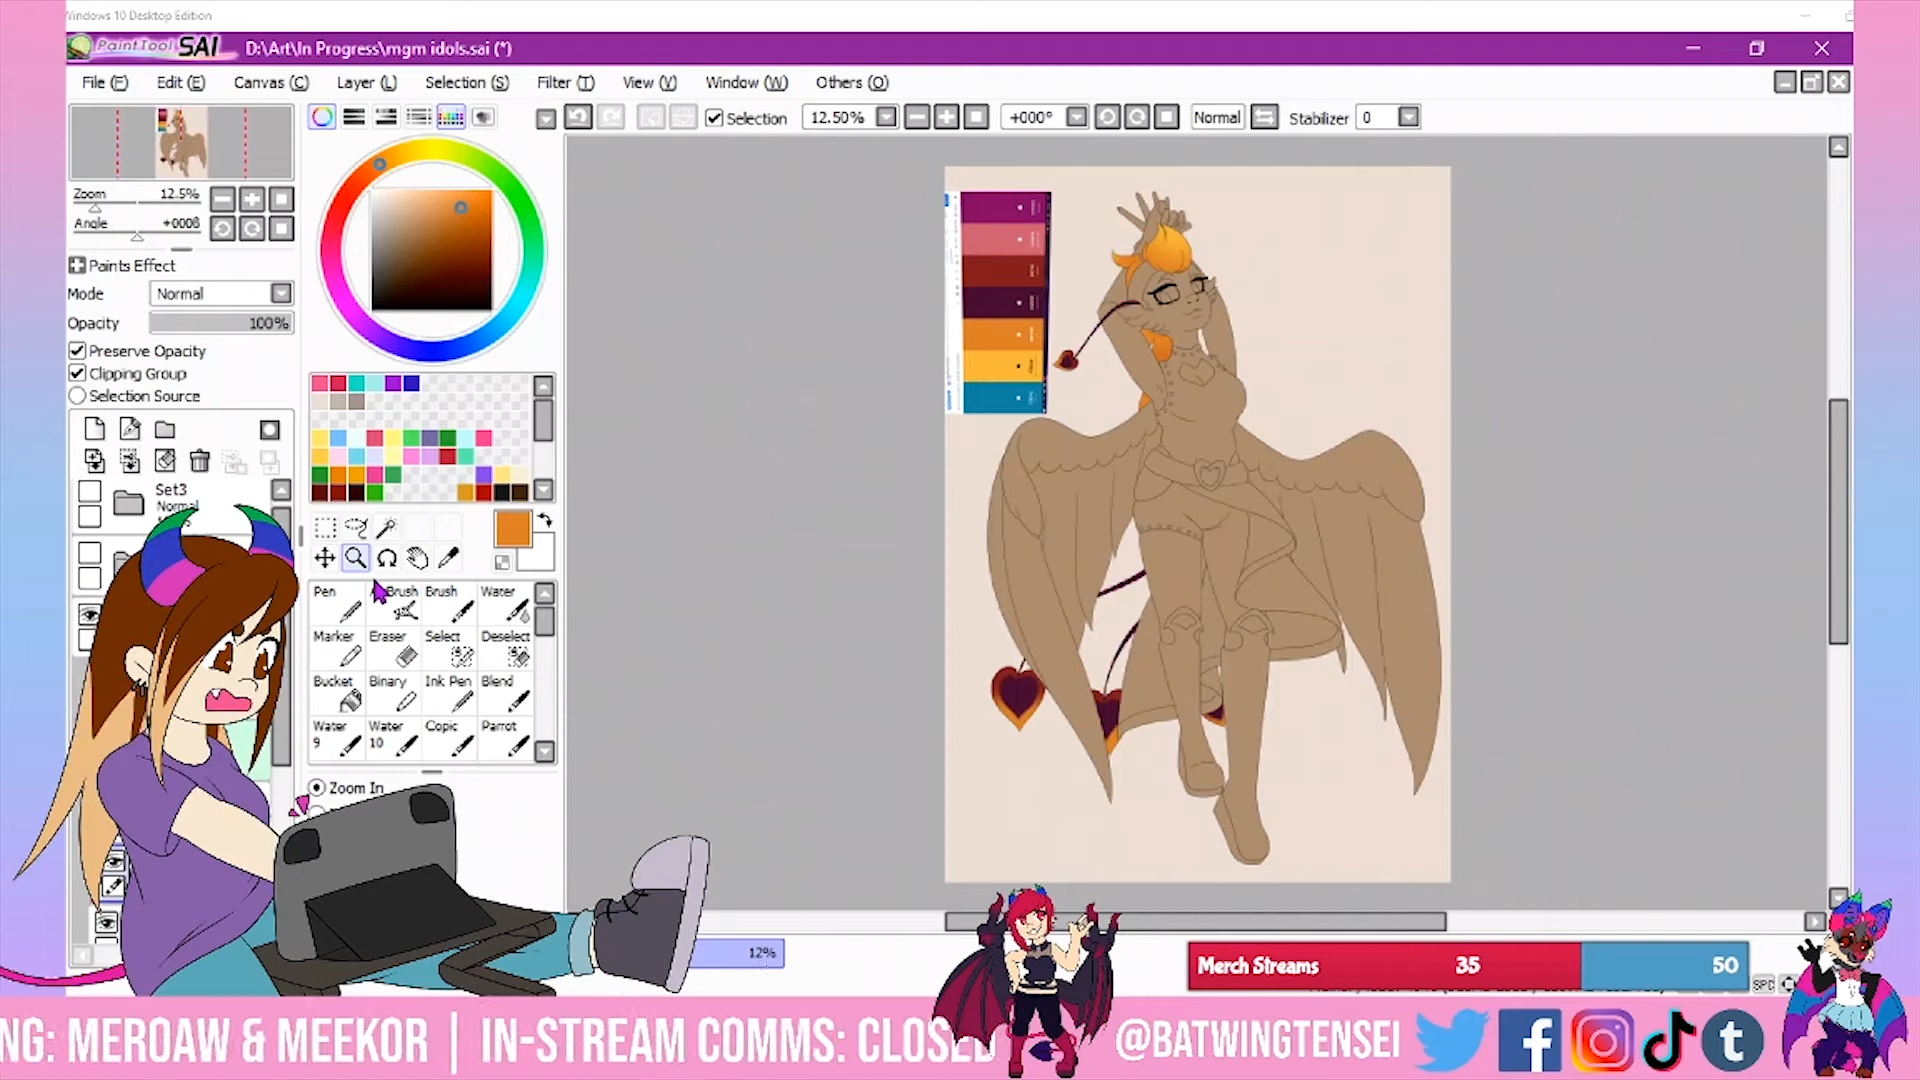 Windows 10 Desktop Edition
PaintTool SAI D:\Art\In Progress\mgm idols.sai (*)
File (F) Edit (E) Canvas (C) Layer (L) Selection (S) Filter (T) View (V) Window (W) Others (O)
Selection 12.50% +000° Normal Stabilizer 0
Zoom 12.5%
Angle +000ß
Paints Effect
Mode Normal
Opacity 100%
Preserve Opacity
Clipping Group
Selection Source
Set3
Normal
Pen Brush Brush Water
Marker Eraser Select Deselect
Bucket Binary Ink Pen Blend
Water 9 Water 10 Copic Parrot
Zoom In
12%
Merch Streams 35 50
SPC
NG: MEROAW & MEEKOR | IN-STREAM COMMS: CLOSED @BATWINGTENSEI